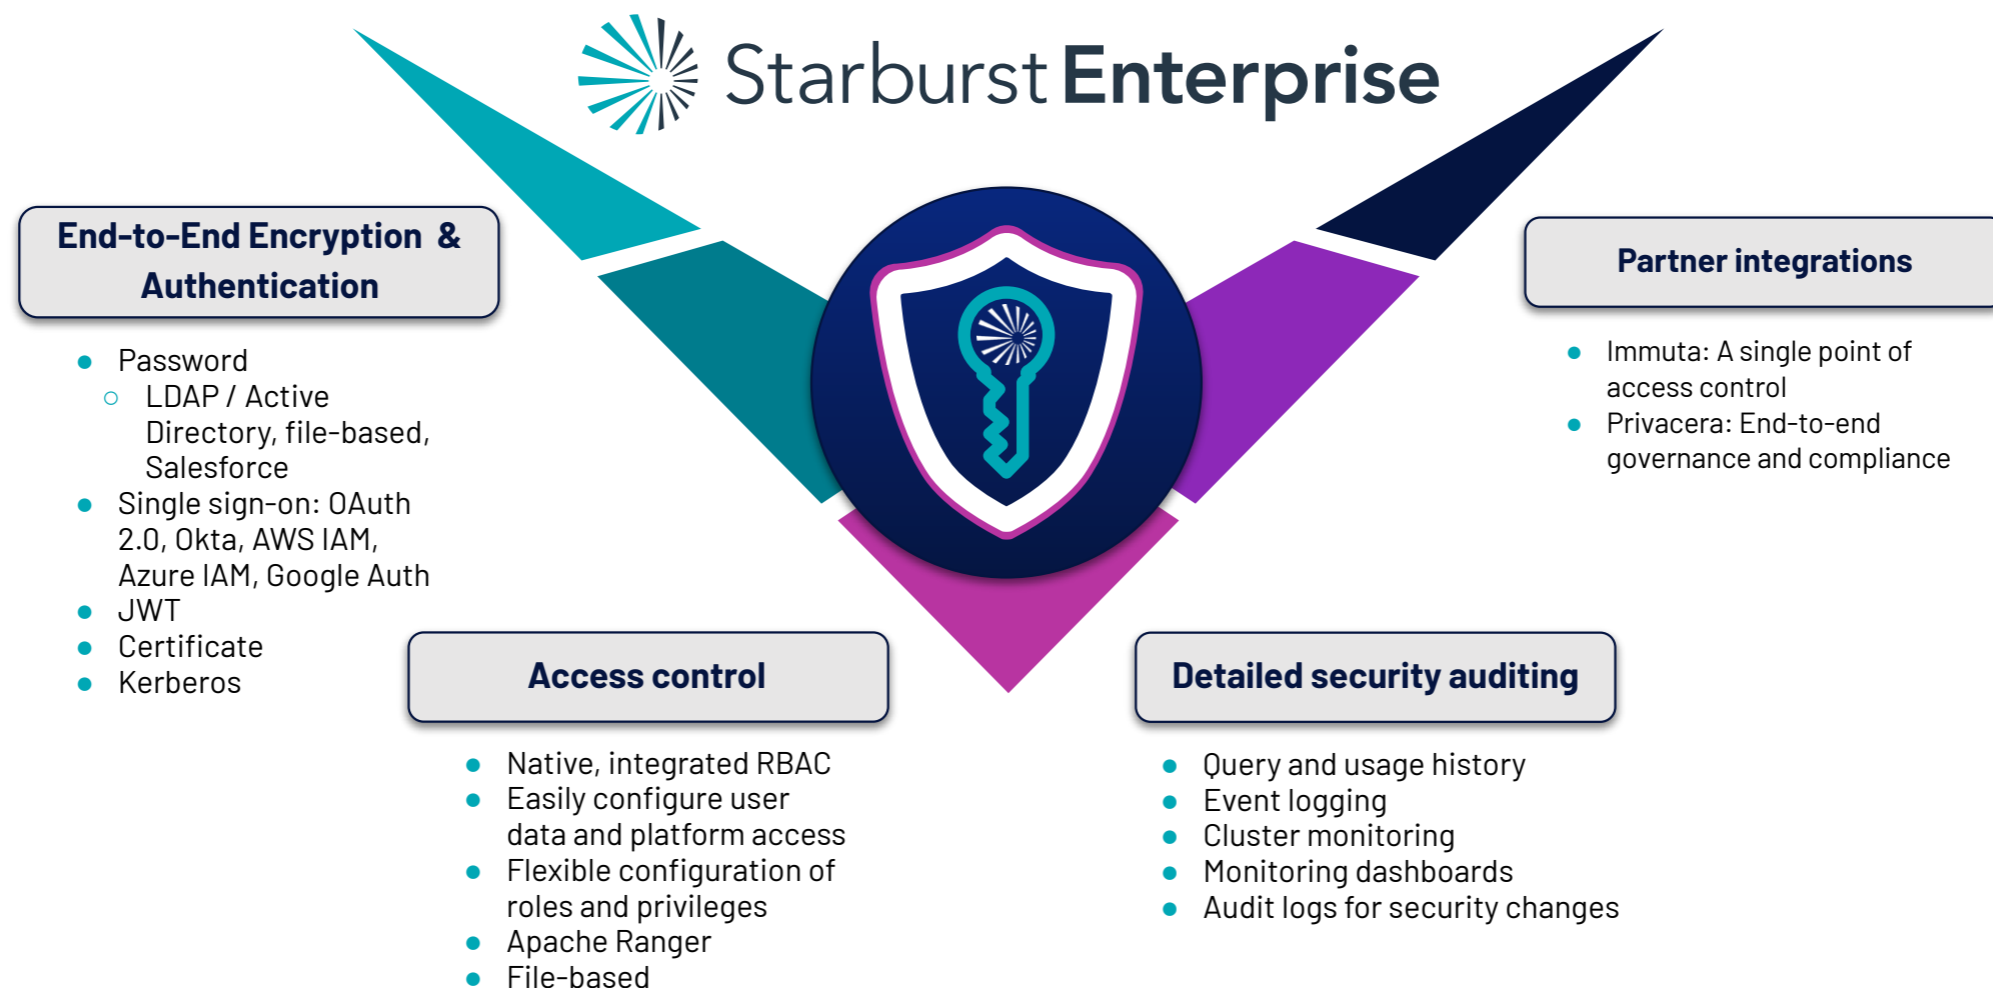 Starburst Enterprise
End-to-End Encryption &
Authentication
● Password
○ LDAP / Active
Directory, file-based,
Salesforce
● Single sign-on: OAuth
2.0, Okta, AWS IAM,
Azure IAM, Google Auth
● JWT
● Certificate
● Kerberos
Access control
● Native, integrated RBAC
● Easily configure user
data and platform access
● Flexible configuration of
roles and privileges
● Apache Ranger
● File-based
Detailed security auditing
● Query and usage history
● Event logging
● Cluster monitoring
● Monitoring dashboards
● Audit logs for security changes
Partner integrations
● Immuta: A single point of
access control
● Privacera: End-to-end
governance and compliance